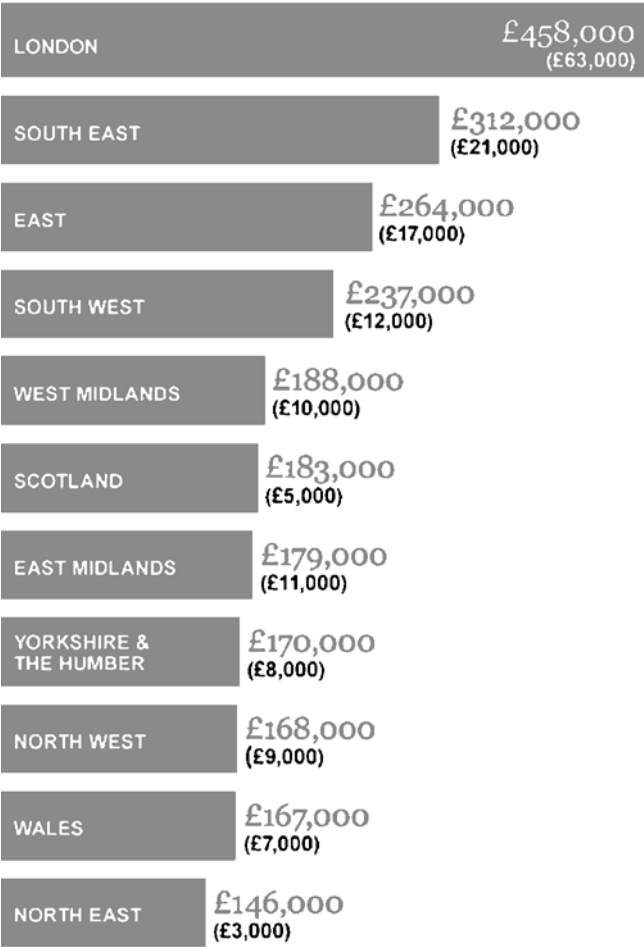 LONDON
£458,000
(£63,000)
SOUTH EAST
£312,000
(£21,000)
EAST
£264,000
(£17,000)
SOUTH WEST
£237,000
(£12,000)
WEST MIDLANDS
£188,000
(£10,000)
SCOTLAND
£183,000
(£5,000)
EAST MIDLANDS
£179,000
(£11,000)
YORKSHIRE &
THE HUMBER
£170,000
(£8,000)
NORTH WEST
£168,000
(£9,000)
WALES
£167,000
(£7,000)
NORTH EAST
£146,000
(£3,000)